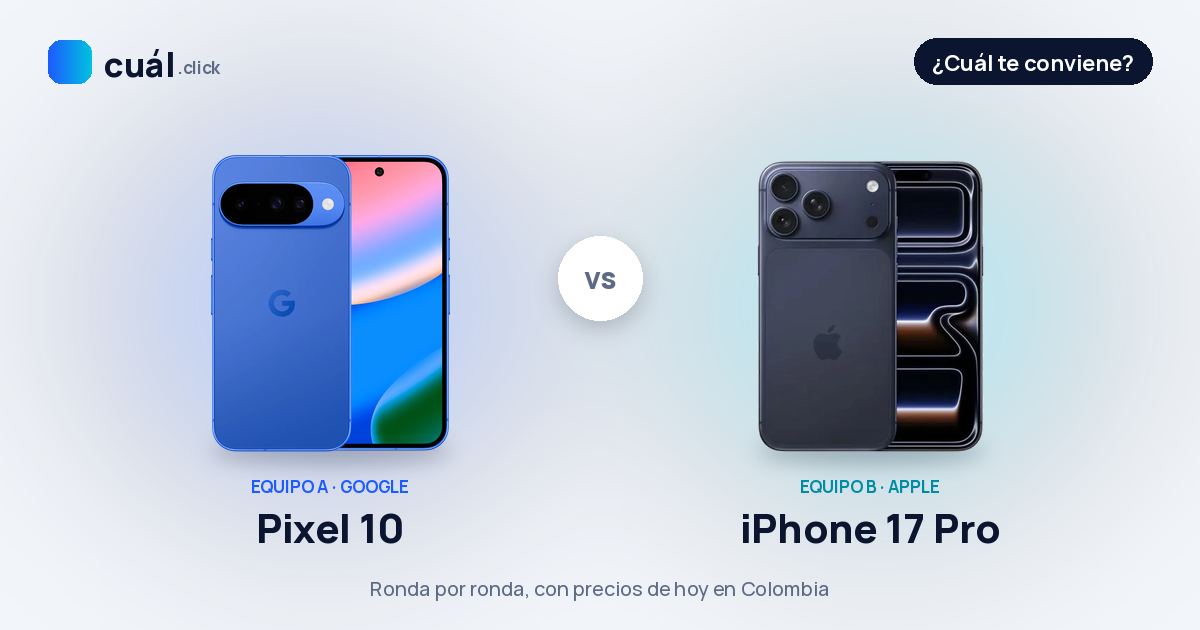 cuál.click
¿Cuál te conviene?
G
vs
EQUIPO A · GOOGLE
Pixel 10
EQUIPO B · APPLE
iPhone 17 Pro
Ronda por ronda, con precios de hoy en Colombia